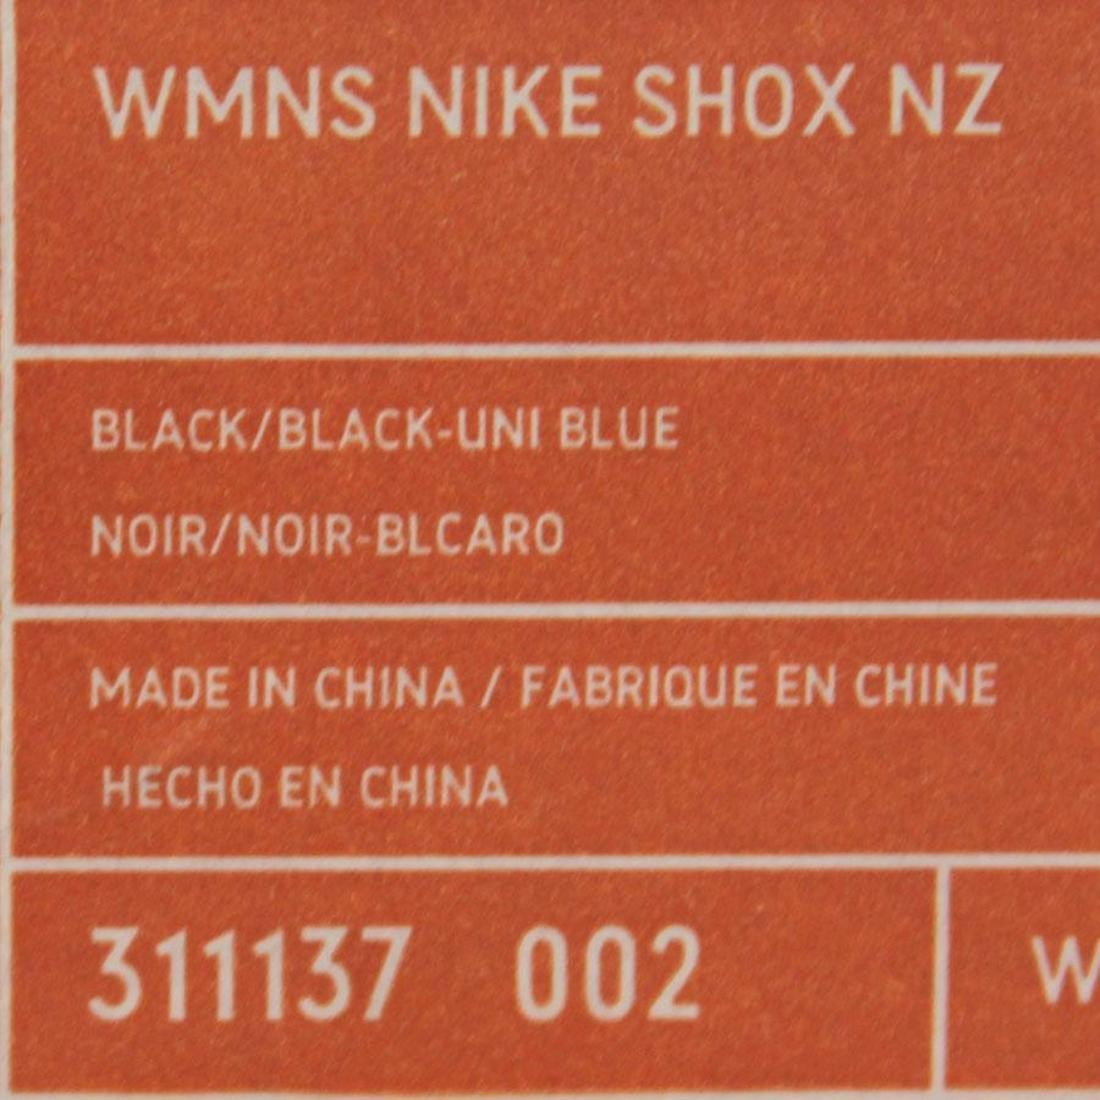 WMNS NIKE SHOX NZ
BLACK/BLACK-UNI BLUE
NOIR/NOIR-BLCARO
MADE IN CHINA / FABRIQUE EN CHINE
HECHO EN CHINA
311137 002
W